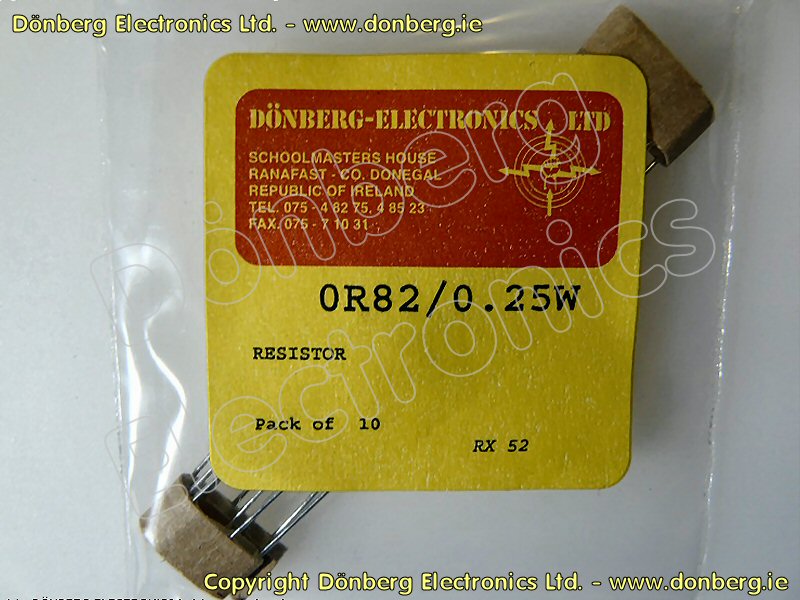 Dönberg Electronics Ltd. - www.donberg.ie
DÖNBERG-ELECTRONICS LTD
SCHOOLMASTERS HOUSE
RANAFAST - CO. DONEGAL
REPUBLIC OF IRELAND
TEL. 075 - 4 82 75, 4 85 23
FAX. 075 - 7 10 31
Dönberg
Electronics
0R82/0.25W
RESISTOR
Pack of 10
RX 52
Copyright Dönberg Electronics Ltd. - www.donberg.ie